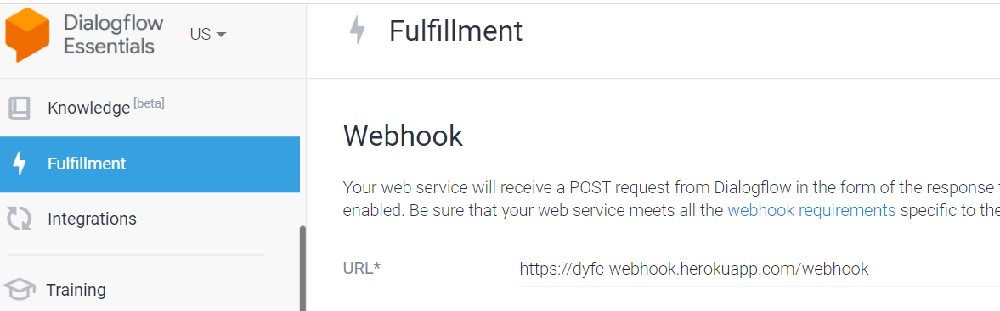 Dialogflow
Essentials
US
Fulfillment
Knowledge [beta]
Fulfillment
Integrations
Training
Webhook
Your web service will receive a POST request from Dialogflow in the form of the response
enabled. Be sure that your web service meets all the webhook requirements specific to the
URL*
https://dyfc-webhook.herokuapp.com/webhook